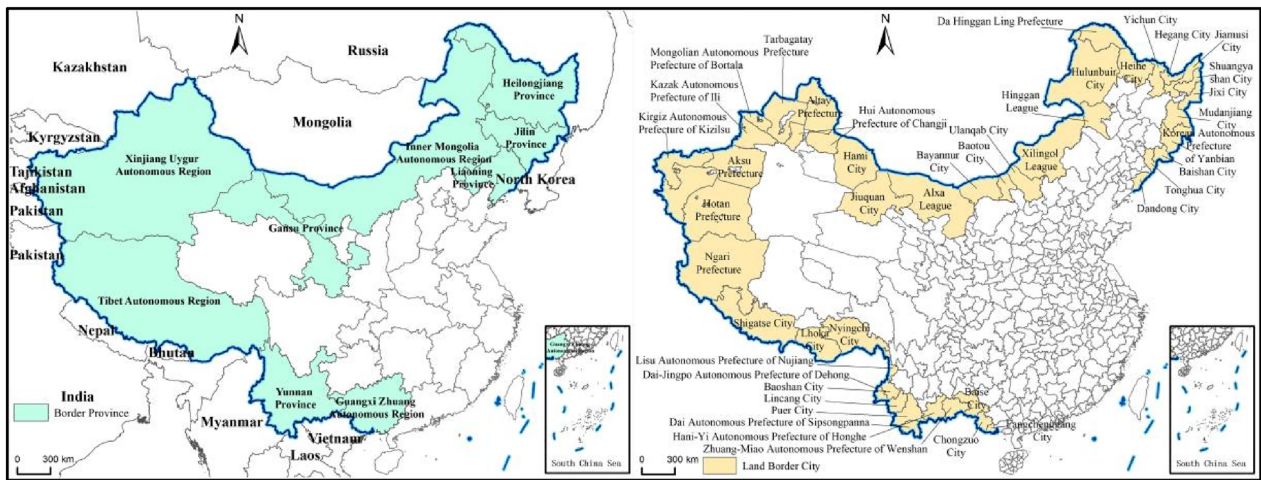 N
Russia
Kazakhstan
Mongolia
Kyrgyzstan
Tajikistan
Afghanistan
Pakistan
Pakistan
Nepal
Bhutan
India
Myanmar
Laos
Vietnam
North Korea
Heilongjiang
Province
Jilin
Province
Inner Mongolia
Autonomous Region
Liaoning
Province
Xinjiang Uygur
Autonomous Region
Gansu Province
Tibet Autonomous Region
Yunnan
Province
Guangxi Zhuang
Autonomous Region
Border Province
0 300 km
South China Sea
N
Da Hinggan Ling Prefecture
Yichun City
Hegang City
Jiamusi
City
Shuangya
shan City
Jixi City
Mudanjiang
City
Korean Autonomous
Prefecture
of Yanbian
Baishan City
Tonghua City
Dandong City
Heihe
City
Hulunbuir
City
Hinggan
League
Xilingol
League
Ulanqab City
Baotou
City
Bayannur
City
Alxa
League
Jiuquan
City
Hami
City
Hui Autonomous
Prefecture of Changji
Altay
Prefecture
Tarbagatay
Prefecture
Mongolian Autonomous
Prefecture of Bortala
Kazak Autonomous
Prefecture of Ili
Kirgiz Autonomous
Prefecture of Kizilsu
Aksu
Prefecture
Hotan
Prefecture
Ngari
Prefecture
Shigatse City
Lhoka
City
Nyingchi
City
Lisu Autonomous Prefecture of Nujiang
Dai-Jingpo Autonomous Prefecture of Dehong
Baoshan City
Lincang City
Puer City
Dai Autonomous Prefecture of Sipsongpanna
Hani-Yi Autonomous Prefecture of Honghe
Zhuang-Miao Autonomous Prefecture of Wenshan
Baise
City
Chongzuo
City
Fangchenggang
City
Land Border City
0 300 km
South China Sea